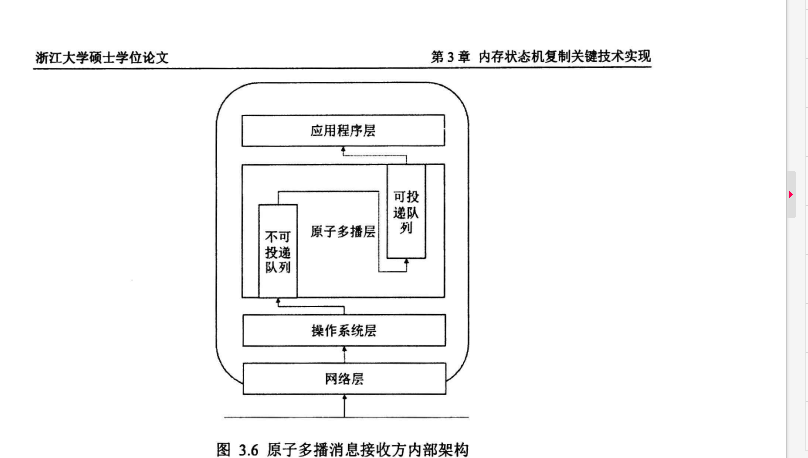 浙江大学硕士学位论文
第 3 章 内存状态机复制关键技术实现
应用程序层
可投
递队
列
原子多播层
不可
投递
队列
操作系统层
网络层
图 3.6 原子多播消息接收方内部架构